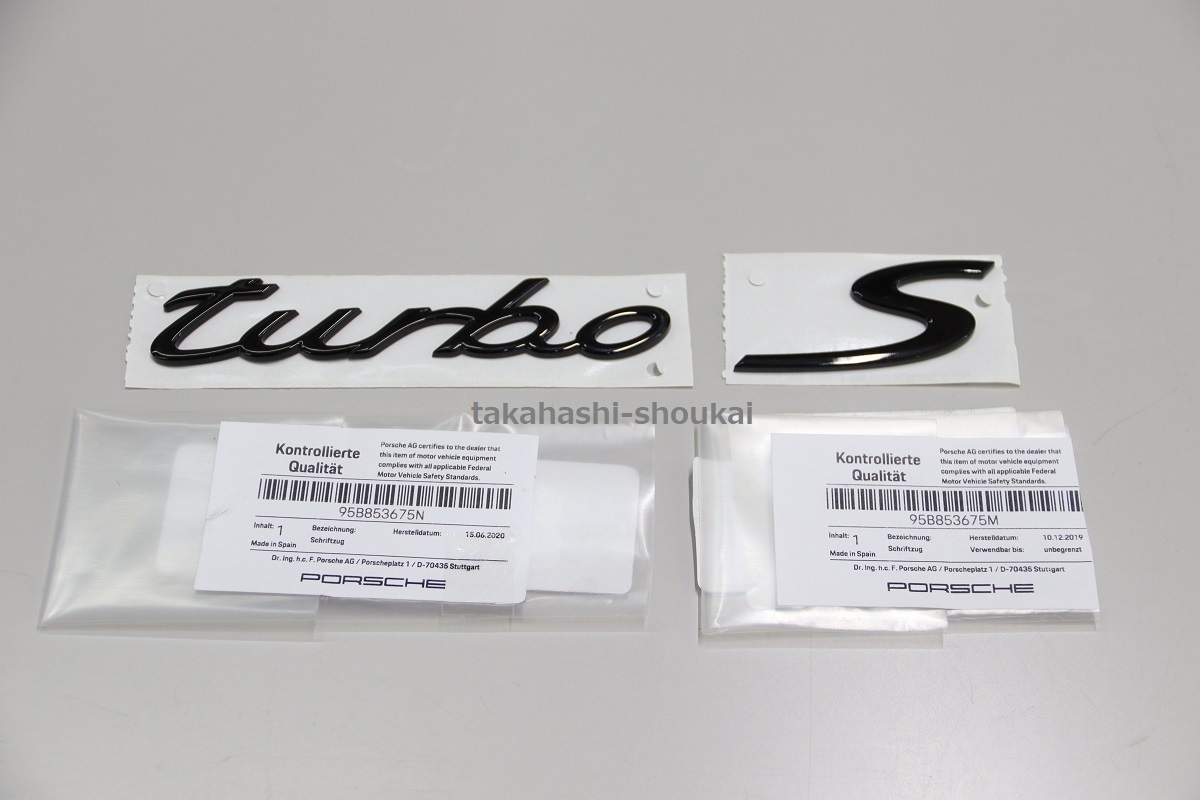 turbo
S
takahashi-shoukai
Kontrollierte
Qualität
Porsche AG certifies to the dealer that
this item of motor vehicle equipment
complies with all applicable Federal
Motor Vehicle Safety Standards.
95B853675N
Inhalt: 1
Bezeichnung:
Herstelldatum:
15.06.2020
Made in Spain
Schriftzug
Dr. Ing. h.c. F. Porsche AG / Porscheplatz 1 / D-70435 Stuttgart
PORSCHE
Kontrollierte
Qualität
Porsche AG certifies to the dealer that
this item of motor vehicle equipment
complies with all applicable Federal
Motor Vehicle Safety Standards.
95B853675M
Inhalt: 1
Bezeichnung:
Herstelldatum:
10.12.2019
Made in Spain
Schriftzug
Verwendbar bis:
unbegrenzt
Dr. Ing. h.c. F. Porsche AG / Porscheplatz 1 / D-70435 Stuttgart
PORSCHE